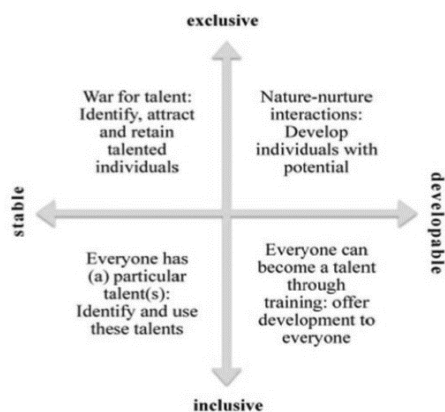 exclusive
War for talent:
Identify, attract
and retain
talented
individuals
Nature-nurture
interactions:
Develop
individuals with
potential
stable
developable
Everyone has
(a) particular
talent(s):
Identify and use
these talents
Everyone can
become a talent
through
training: offer
development to
everyone
inclusive